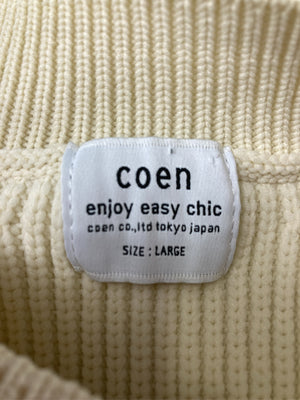 coen
enjoy easy chic
coen co.,ltd tokyo japan
SIZE : LARGE